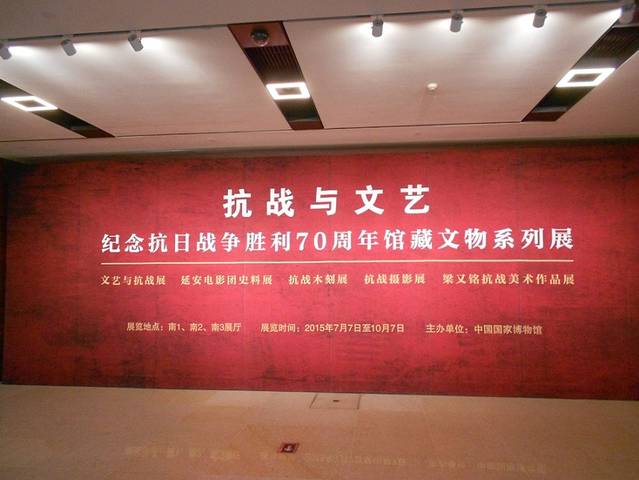 抗战与文艺
纪念抗日战争胜利70周年馆藏文物系列展
文艺与抗战展 延安电影团史料展 抗战木刻展 抗战摄影展 梁又铭抗战美术作品展
展览地点：南1、南2、南3展厅 展览时间：2015年7月7日至10月7日 主办单位：中国国家博物馆